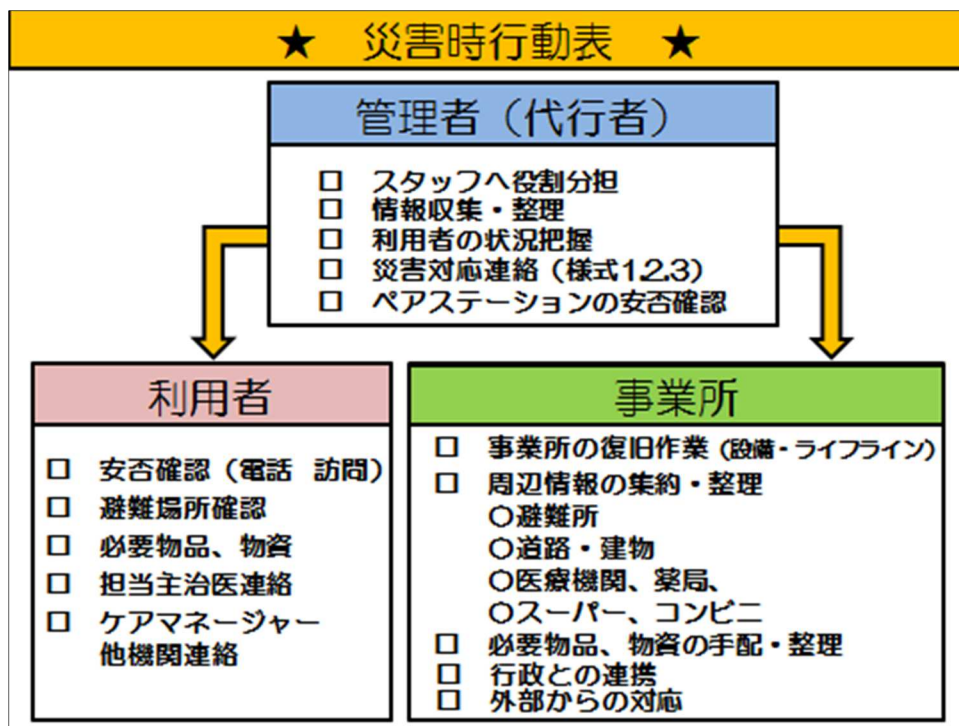 ★ 災害時行動表 ★
管理者（代行者）
□ スタッフへ役割分担
□ 情報収集・整理
□ 利用者の状況把握
□ 災害対応連絡（様式1.2.3）
□ ペアステーションの安否確認
利用者
□ 安否確認（電話 訪問）
□ 避難場所確認
□ 必要物品、物資
□ 担当主治医連絡
□ ケアマネージャー
他機関連絡
事業所
□ 事業所の復旧作業（設備・ライフライン）
□ 周辺情報の集約・整理
○避難所
○道路・建物
○医療機関、薬局、
○スーパー、コンビニ
□ 必要物品、物資の手配・整理
□ 行政との連携
□ 外部からの対応